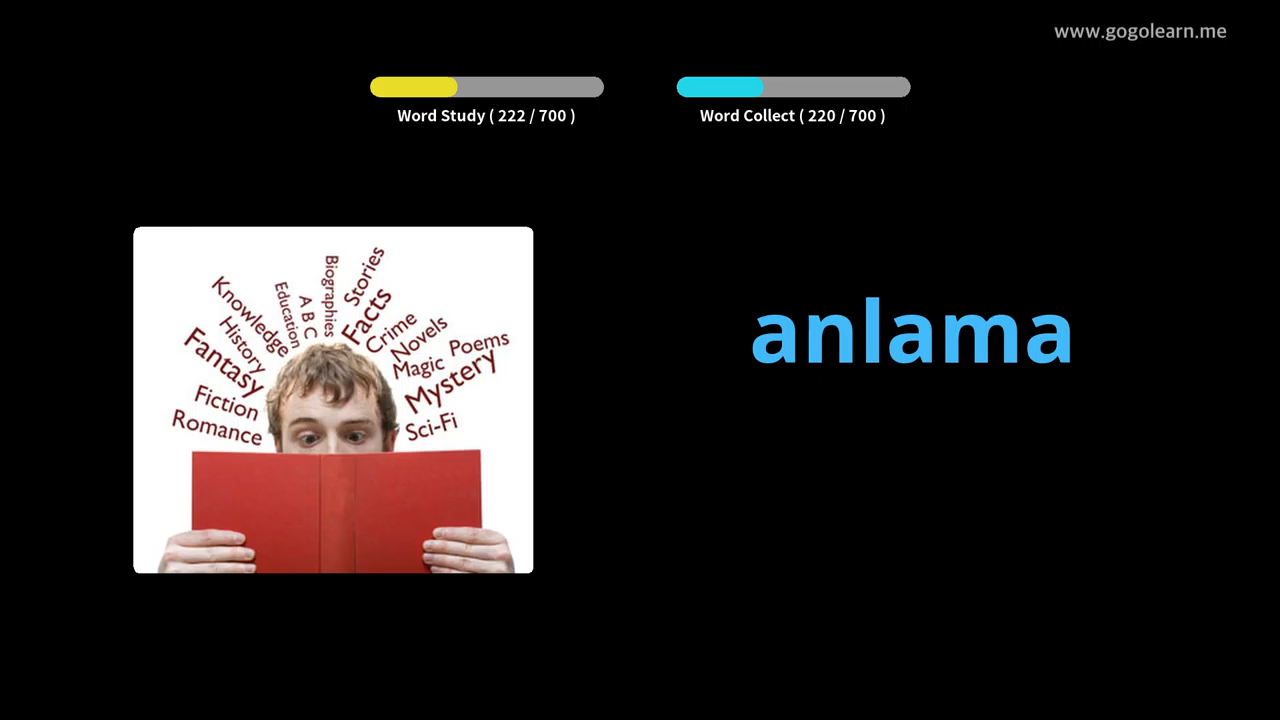 www.gogolearn.me
Word Study ( 222 / 700 )
Word Collect ( 220 / 700 )
anlama
Biographies
Stories
Education
A B C
Facts
Knowledge
Crime
History
Novels
Poems
Fantasy
Magic
Mystery
Fiction
Romance
Sci-Fi